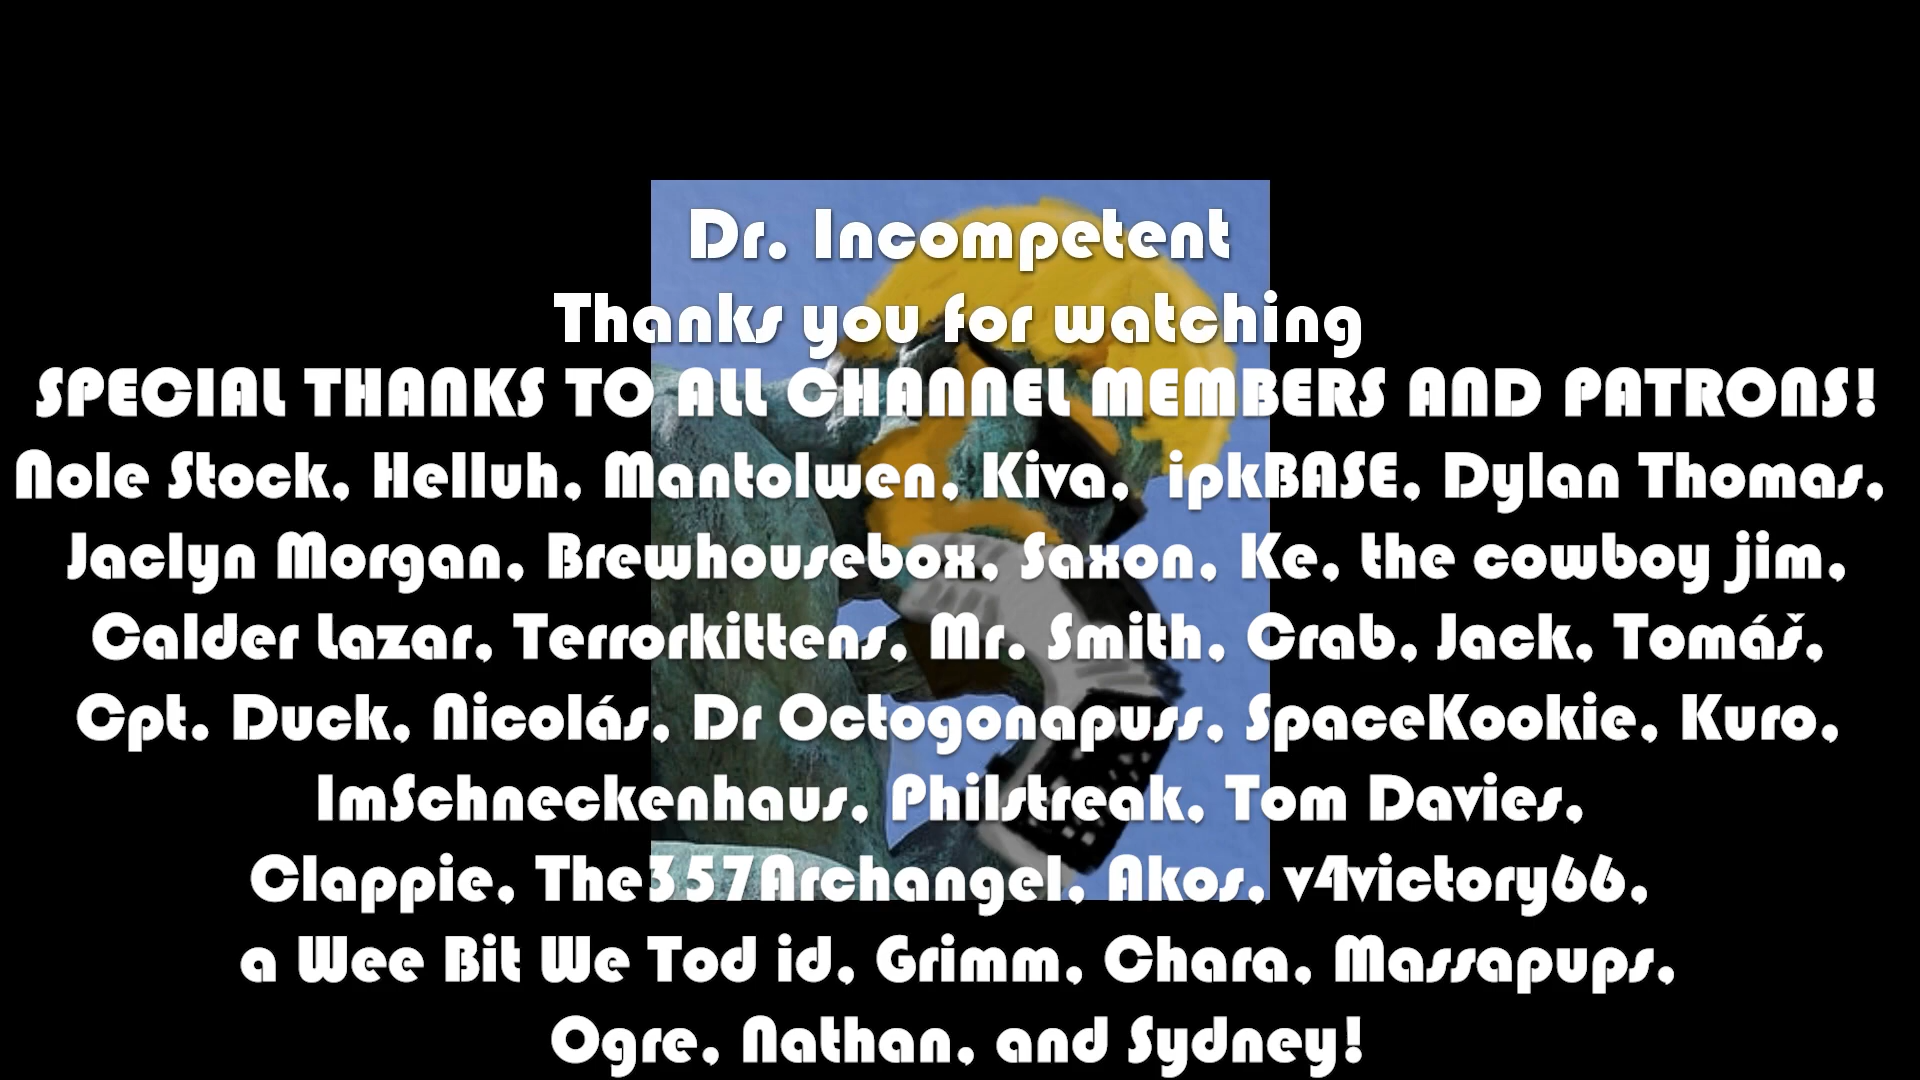 Dr. Incompetent
Thanks you for watching
SPECIAL THANKS TO ALL CHANNEL MEMBERS AND PATRONS!
Nole Stock, Helluh, Mantolwen, Kiva, ipkBASE, Dylan Thomas,
Jaclyn Morgan, Brewhousebox, Saxon, Ke, the cowboy jim,
Calder Lazar, Terrorkittens, Mr. Smith, Crab, Jack, Tomáš,
Cpt. Duck, Nicolás, Dr Octogonapuss, SpaceKookie, Kuro,
ImSchneckenhaus, Philstreak, Tom Davies,
Clappie, The357Archangel, Akos, v4victory66,
a Wee Bit We Tod id, Grimm, Chara, Massapups,
Ogre, Nathan, and Sydney!